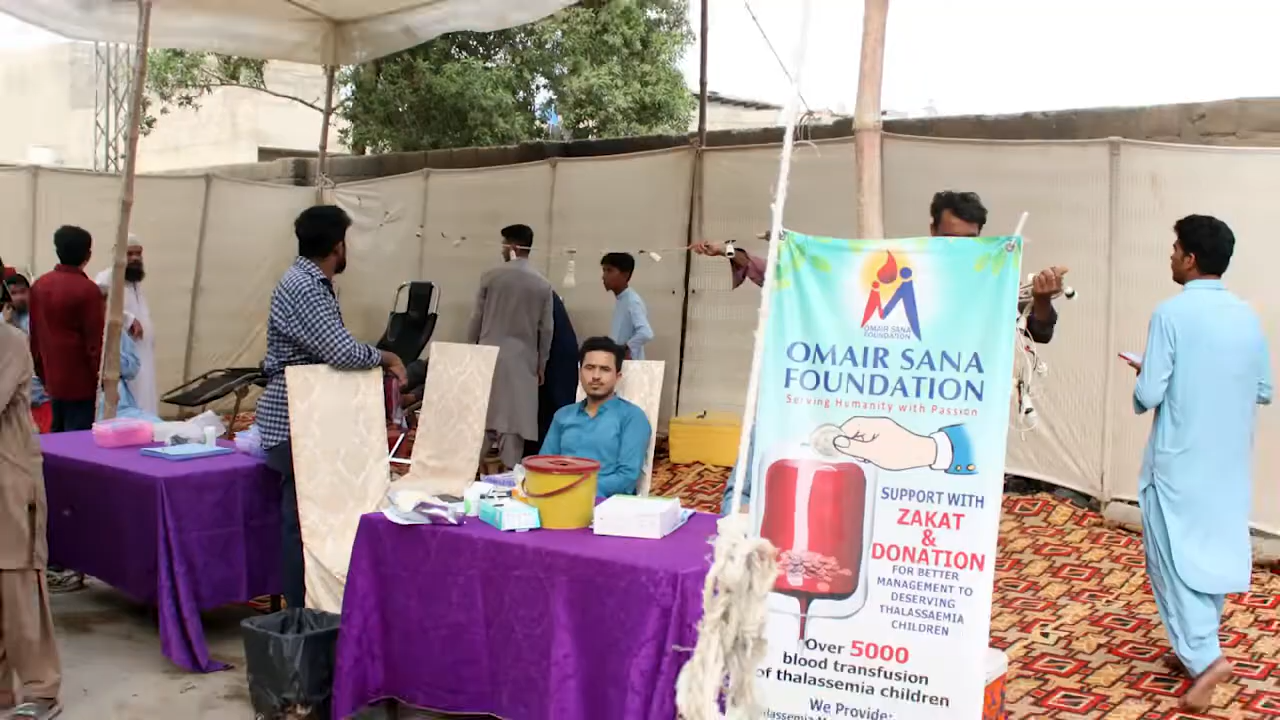 OMAIR SANA
FOUNDATION
OMAIR SANA
FOUNDATION
Serving Humanity with Passion
SUPPORT WITH
ZAKAT
&
DONATION
FOR BETTER
MANAGEMENT TO
DESERVING
THALASSAEMIA
CHILDREN
Over 5000
blood transfusion
of thalassemia children
We Provide: